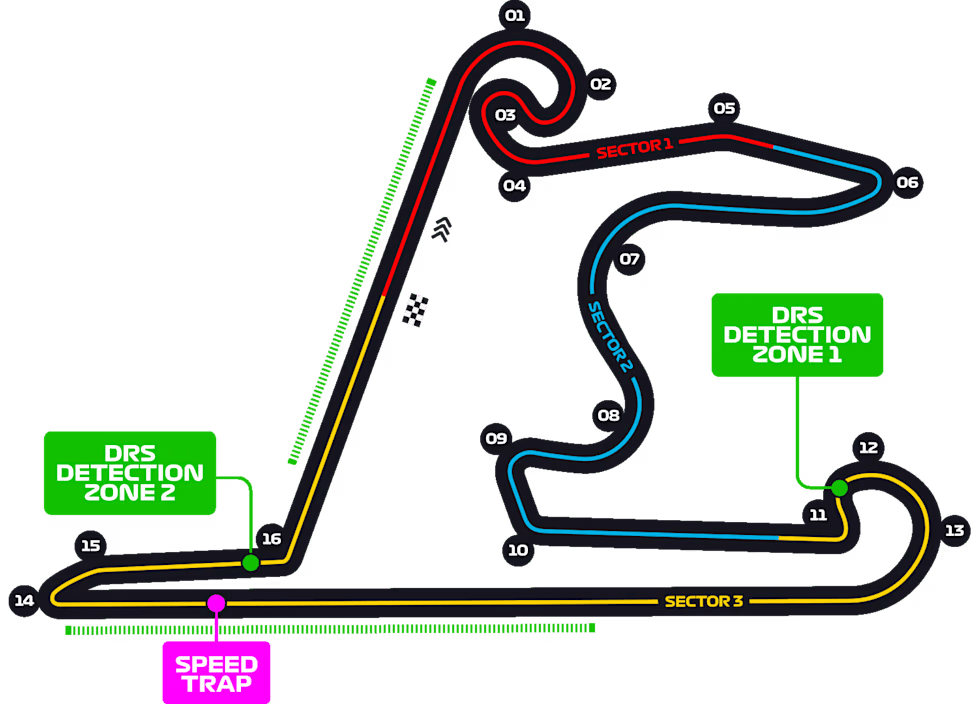 01
02
03
04
05
06
07
08
09
10
11
12
13
14
15
16
SECTOR 1
SECTOR 2
SECTOR 3
DRS
DETECTION
ZONE 1
DRS
DETECTION
ZONE 2
SPEED
TRAP